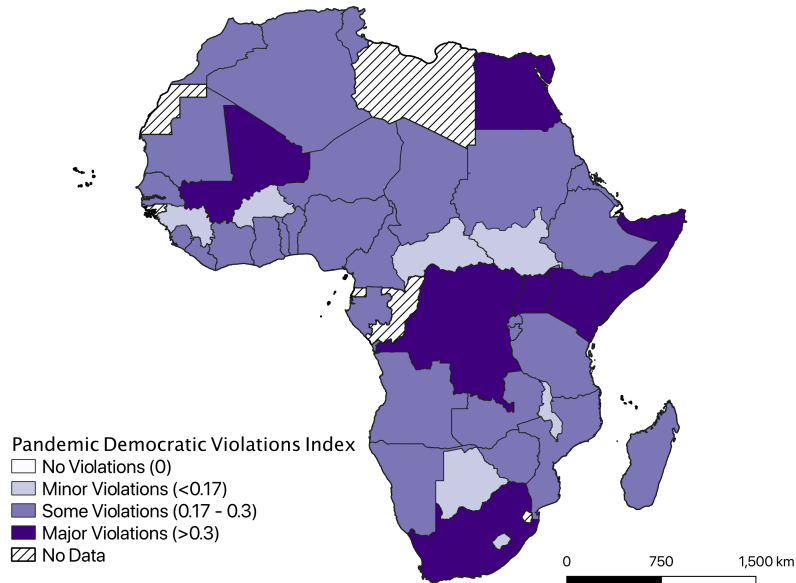 Pandemic Democratic Violations Index
No Violations (0)
Minor Violations (<0.17)
Some Violations (0.17 - 0.3)
Major Violations (>0.3)
No Data
0 750 1,500 km